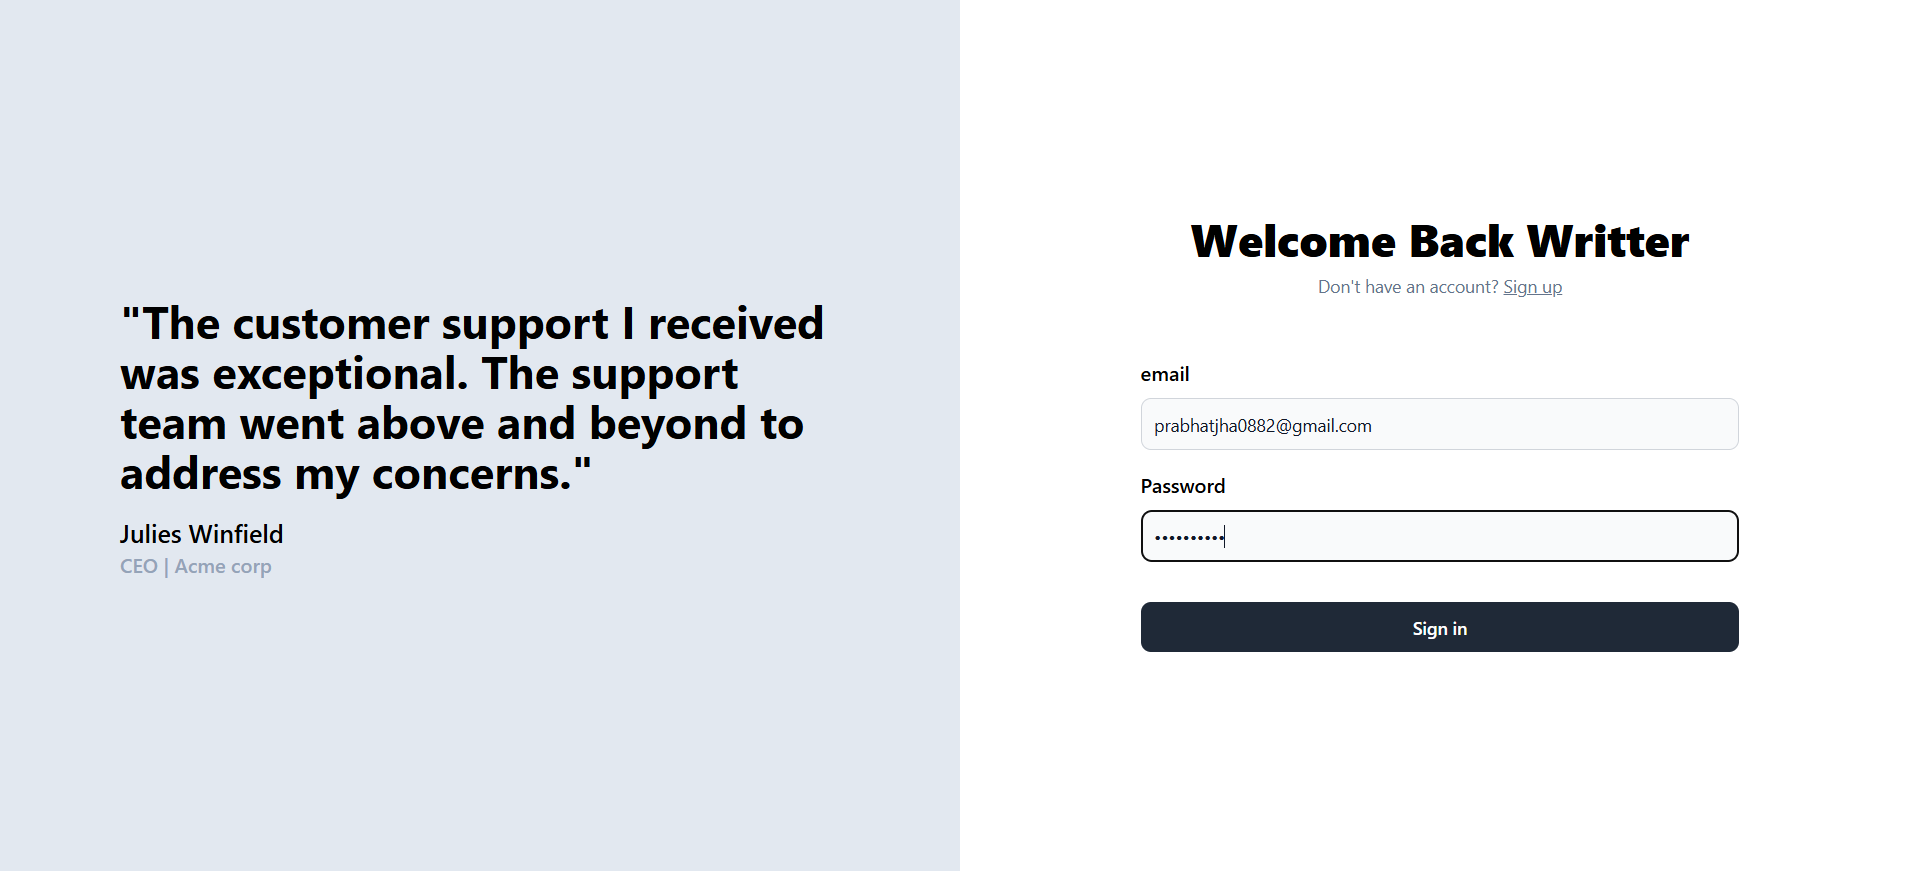 "The customer support I received
was exceptional. The support
team went above and beyond to
address my concerns."
Julies Winfield
CEO | Acme corp
Welcome Back Writter
Don't have an account? Sign up
email
prabhatjha0882@gmail.com
Password
••••••••••
Sign in